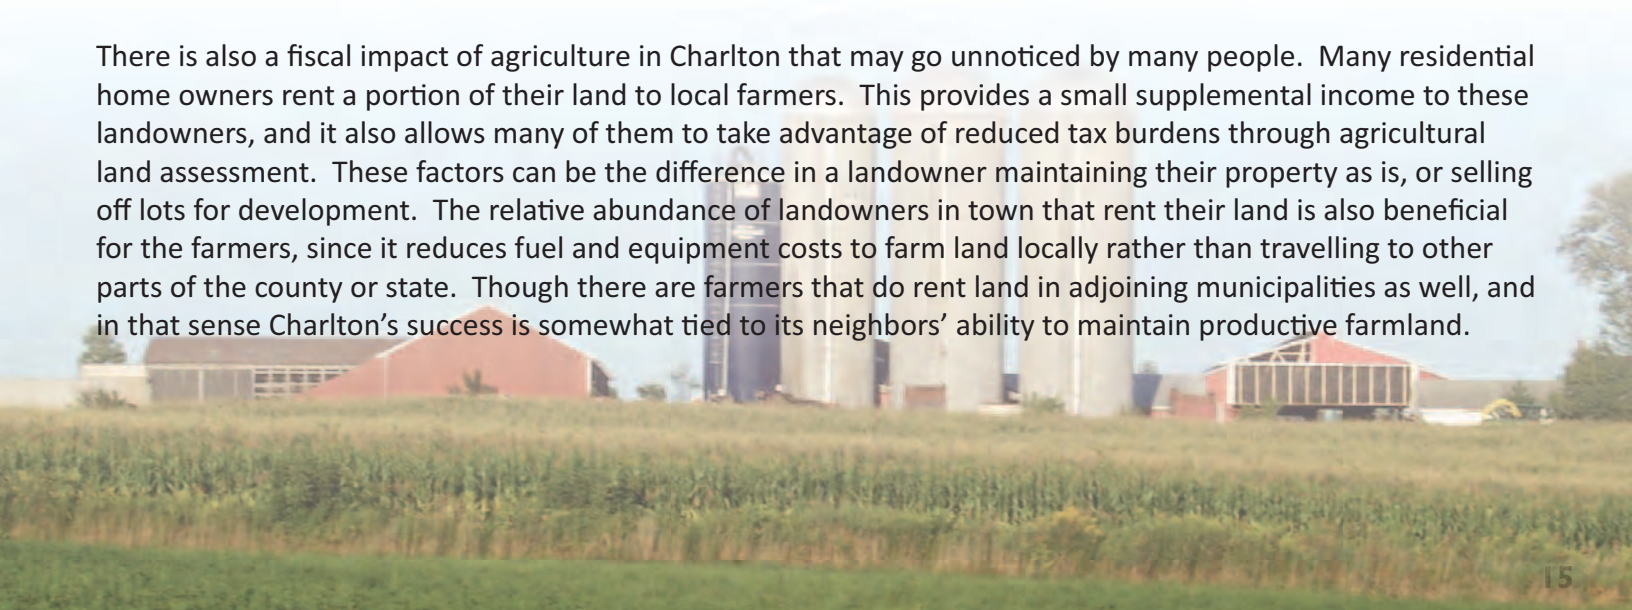 There is also a fiscal impact of agriculture in Charlton that may go unnoticed by many people.  Many residential
home owners rent a portion of their land to local farmers.  This provides a small supplemental income to these
landowners, and it also allows many of them to take advantage of reduced tax burdens through agricultural
land assessment.  These factors can be the difference in a landowner maintaining their property as is, or selling
off lots for development.  The relative abundance of landowners in town that rent their land is also beneficial
for the farmers, since it reduces fuel and equipment costs to farm land locally rather than travelling to other
parts of the county or state.  Though there are farmers that do rent land in adjoining municipalities as well, and
in that sense Charlton’s success is somewhat tied to its neighbors’ ability to maintain productive farmland.
15